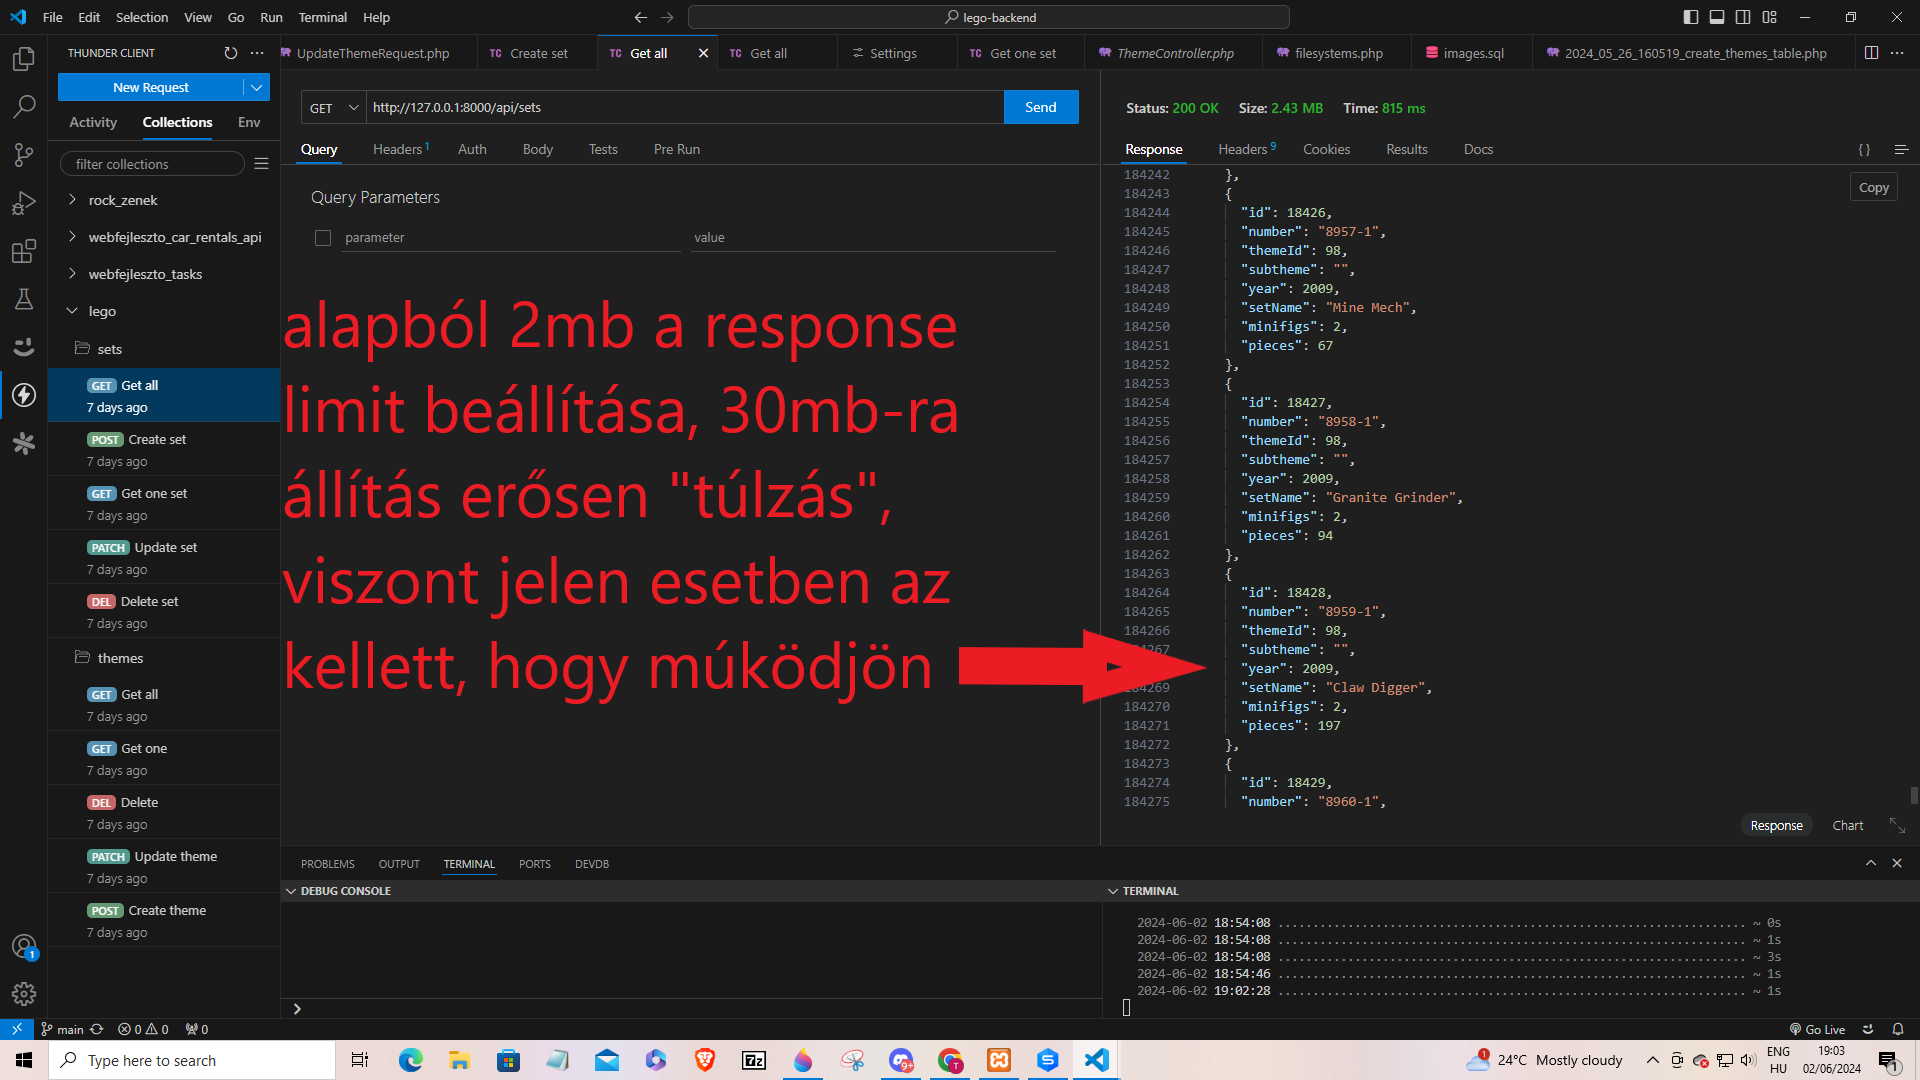 File Edit Selection View Go Run Terminal Help
lego-backend
THUNDER CLIENT
UpdateThemeRequest.php
TC Create set
TC Get all
TC Get all
Settings
TC Get one set
ThemeController.php
filesystems.php
images.sql
2024_05_26_160519_create_themes_table.php
New Request
Activity Collections Env
filter collections
rock_zenek
webfejleszto_car_rentals_api
webfejleszto_tasks
lego
sets
GET Get all
7 days ago
POST Create set
7 days ago
GET Get one set
7 days ago
PATCH Update set
7 days ago
DEL Delete set
7 days ago
themes
GET Get all
7 days ago
GET Get one
7 days ago
DEL Delete
7 days ago
PATCH Update theme
7 days ago
POST Create theme
7 days ago
1
GET http://127.0.0.1:8000/api/sets Send
Query Headers 1 Auth Body Tests Pre Run
Query Parameters
parameter value
alapból 2mb a response
limit beállítása, 30mb-ra
állítás erősen "túlzás",
viszont jelen esetben az
kellett, hogy múködjön
Status: 200 OK Size: 2.43 MB Time: 815 ms
Response Headers 9 Cookies Results Docs { }
Copy
184242 },
184243 {
184244 "id": 18426,
184245 "number": "8957-1",
184246 "themeId": 98,
184247 "subtheme": "",
184248 "year": 2009,
184249 "setName": "Mine Mech",
184250 "minifigs": 2,
184251 "pieces": 67
184252 },
184253 {
184254 "id": 18427,
184255 "number": "8958-1",
184256 "themeId": 98,
184257 "subtheme": "",
184258 "year": 2009,
184259 "setName": "Granite Grinder",
184260 "minifigs": 2,
184261 "pieces": 94
184262 },
184263 {
184264 "id": 18428,
184265 "number": "8959-1",
184266 "themeId": 98,
"subtheme": "",
"year": 2009,
"setName": "Claw Digger",
184270 "minifigs": 2,
184271 "pieces": 197
184272 },
184273 {
184274 "id": 18429,
184275 "number": "8960-1",
Response Chart
PROBLEMS OUTPUT TERMINAL PORTS DEVDB
DEBUG CONSOLE
TERMINAL
2024-06-02 18:54:08 ............................................................. ~ 0s
2024-06-02 18:54:08 ............................................................. ~ 1s
2024-06-02 18:54:08 ............................................................. ~ 3s
2024-06-02 18:54:46 ............................................................. ~ 1s
2024-06-02 19:02:28 ............................................................. ~ 1s
main 0 0 0
Go Live
Type here to search
7z
9+
T
1
24°C Mostly cloudy
ENG
HU
19:03
02/06/2024
1